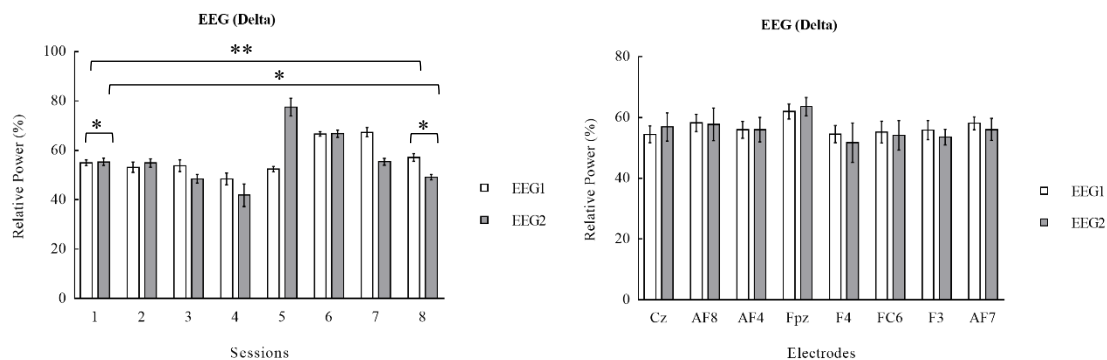 EEG (Delta)
100
80
60
40
20
0
Relative Power (%)
**
*
*
*
1 2 3 4 5 6 7 8
Sessions
EEG1
EEG2
EEG (Delta)
80
60
40
20
0
Relative Power (%)
Cz AF8 AF4 Fpz F4 FC6 F3 AF7
Electrodes
EEG1
EEG2